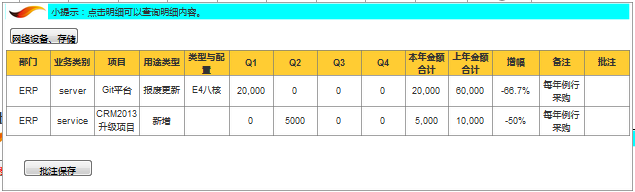 小提示：点击明细可以查询明细内容。
网络设备、存储
部门 业务类别 项目 用途类型 类型与配置 Q1 Q2 Q3 Q4 本年金额合计 上年金额合计 增幅 备注 批注
ERP server Git平台 报废更新 E4八核 20,000 0 0 0 20,000 60,000 -66.7% 每年例行采购
ERP service CRM2013升级项目 新增 0 5000 0 0 5,000 10,000 -50% 每年例行采购
批注保存